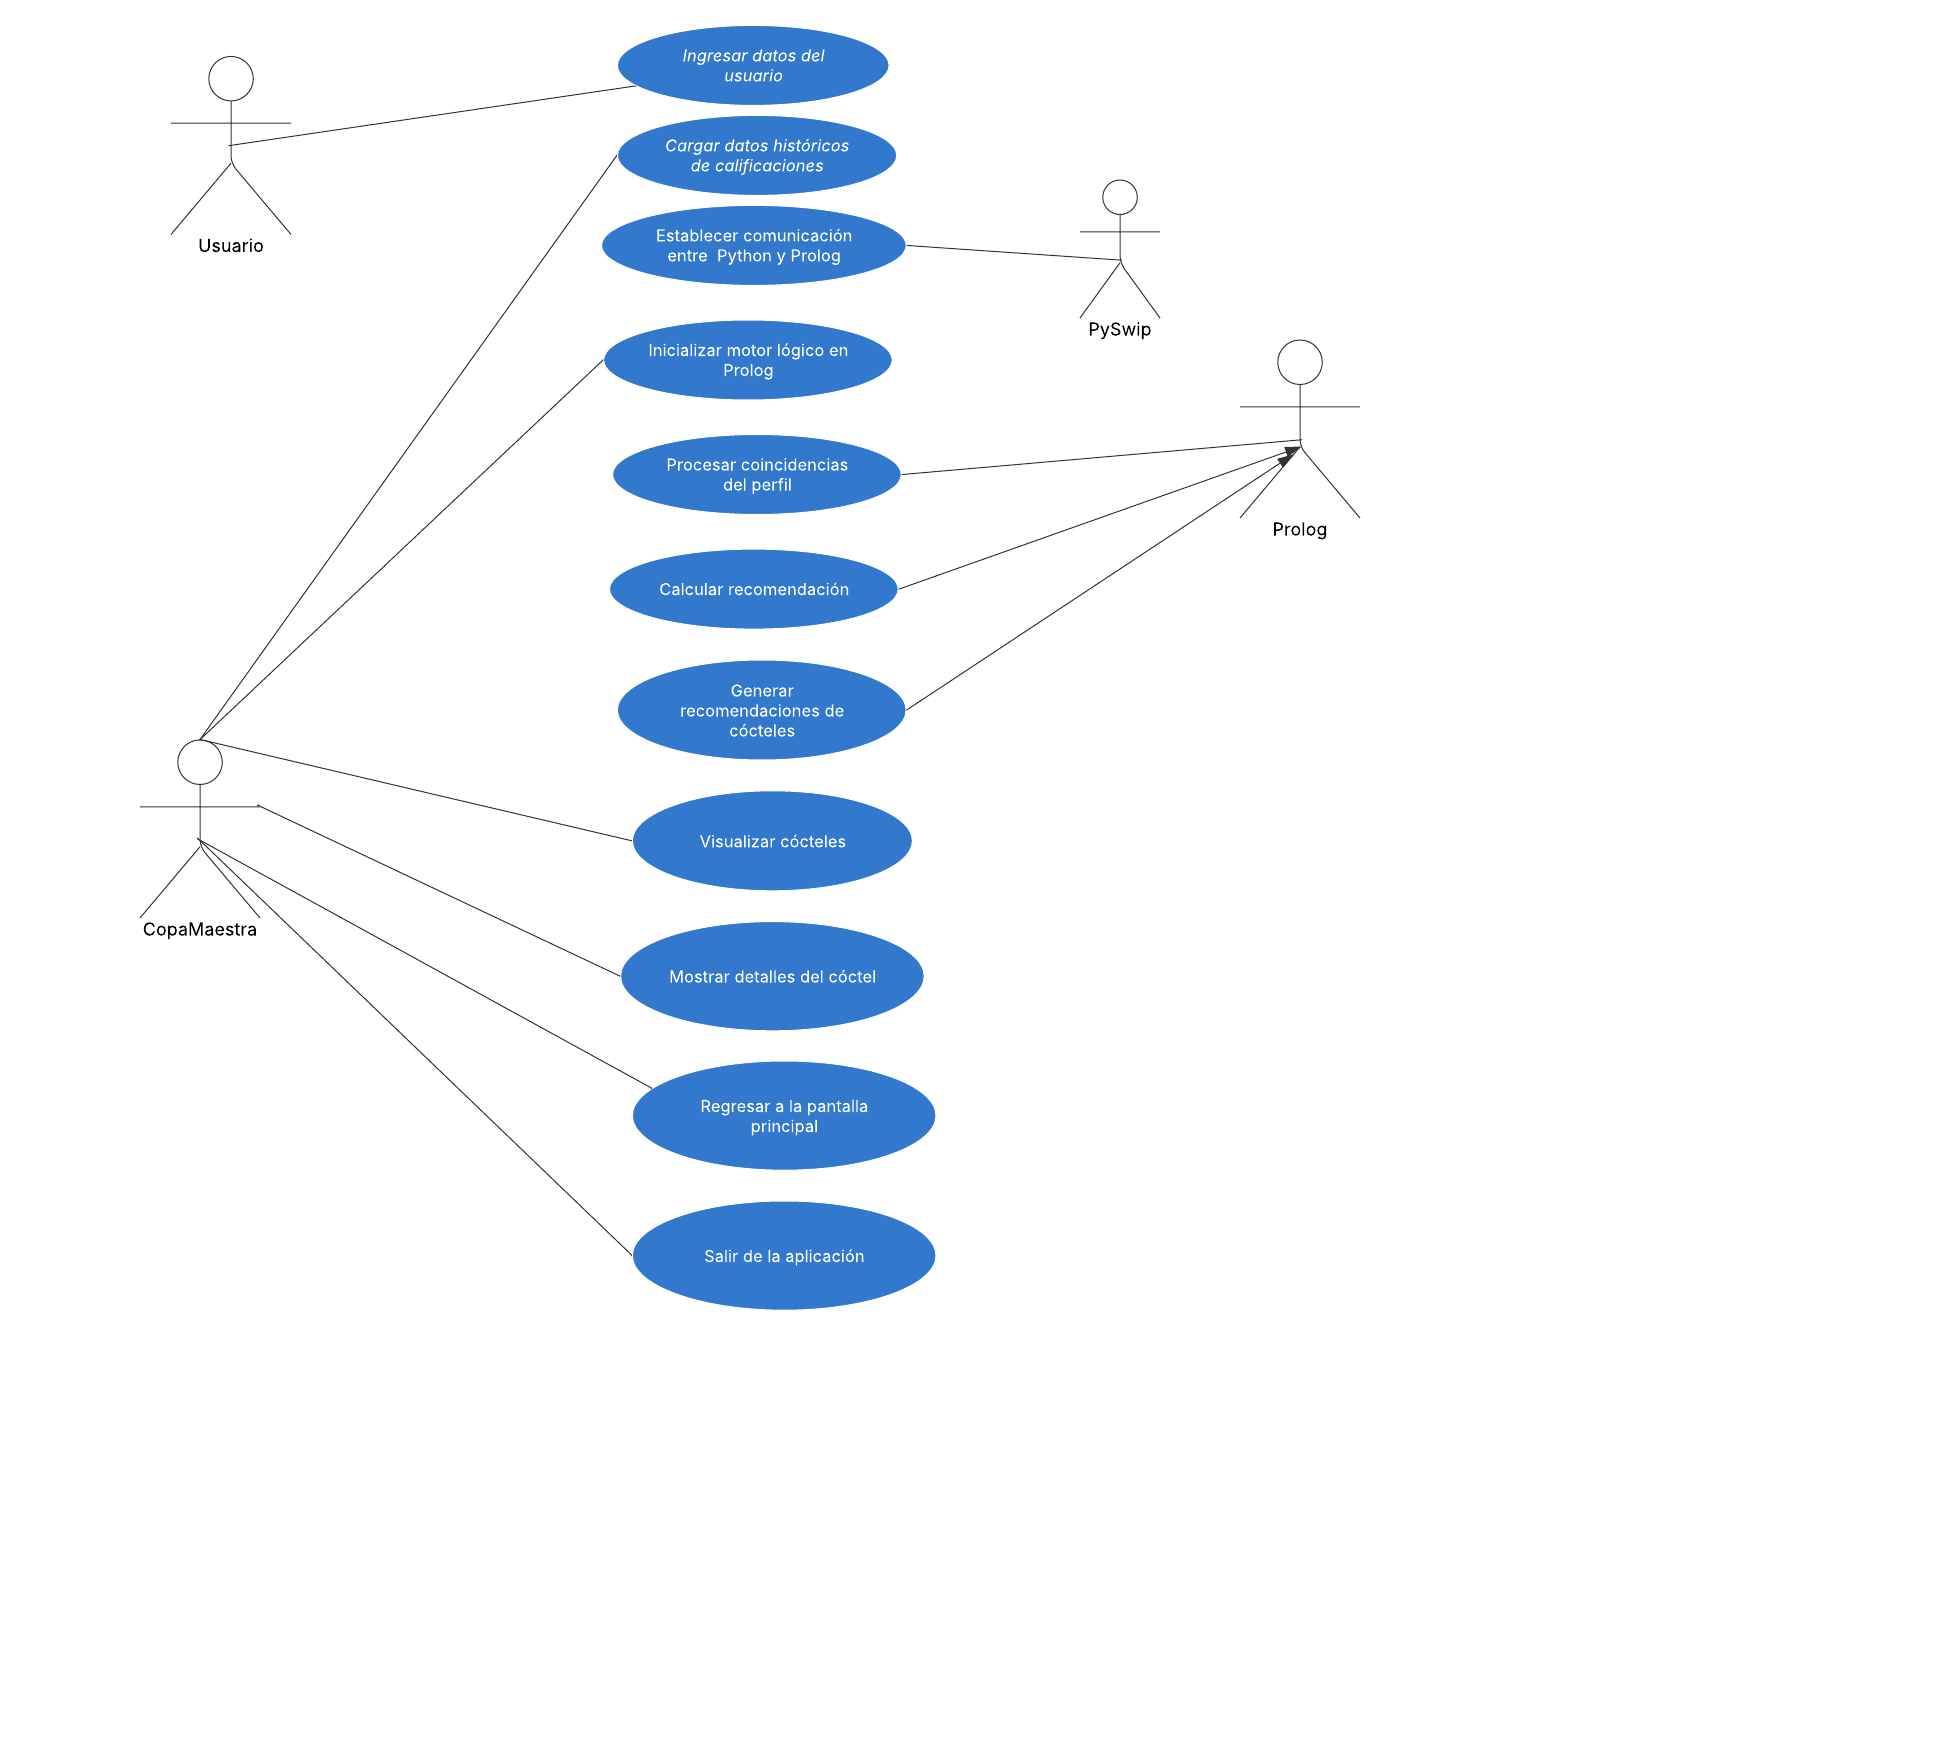 Ingresar datos del
usuario
Usuario
Cargar datos históricos
de calificaciones
Establecer comunicación
entre  Python y Prolog
PySwip
Inicializar motor lógico en
Prolog
Procesar coincidencias
del perfil
Prolog
Calcular recomendación
Generar
recomendaciones de
cócteles
CopaMaestra
Visualizar cócteles
Mostrar detalles del cóctel
Regresar a la pantalla
principal
Salir de la aplicación